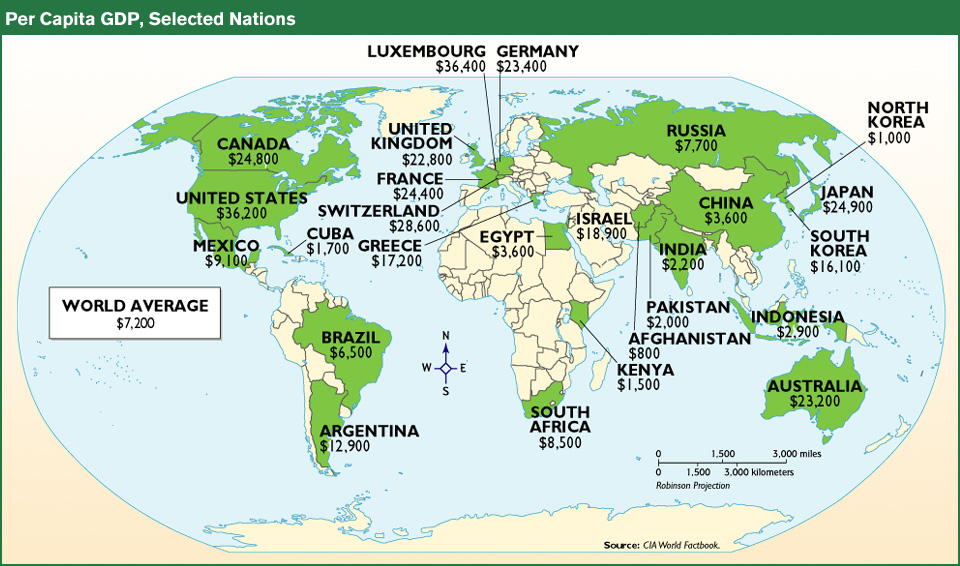 Per Capita GDP, Selected Nations
LUXEMBOURG
$36,400
GERMANY
$23,400
NORTH
KOREA
$1,000
CANADA
$24,800
UNITED
KINGDOM
$22,800
RUSSIA
$7,700
FRANCE
$24,400
UNITED STATES
$36,200
SWITZERLAND
$28,600
ISRAEL
$18,900
CHINA
$3,600
JAPAN
$24,900
MEXICO
$9,100
CUBA
$1,700
GREECE
$17,200
EGYPT
$3,600
INDIA
$2,200
SOUTH
KOREA
$16,100
WORLD AVERAGE
$7,200
PAKISTAN
$2,000
INDONESIA
$2,900
BRAZIL
$6,500
AFGHANISTAN
$800
N
W
E
S
KENYA
$1,500
AUSTRALIA
$23,200
ARGENTINA
$12,900
SOUTH
AFRICA
$8,500
0 1,500 3,000 miles
0 1,500 3,000 kilometers
Robinson Projection
Source: CIA World Factbook.